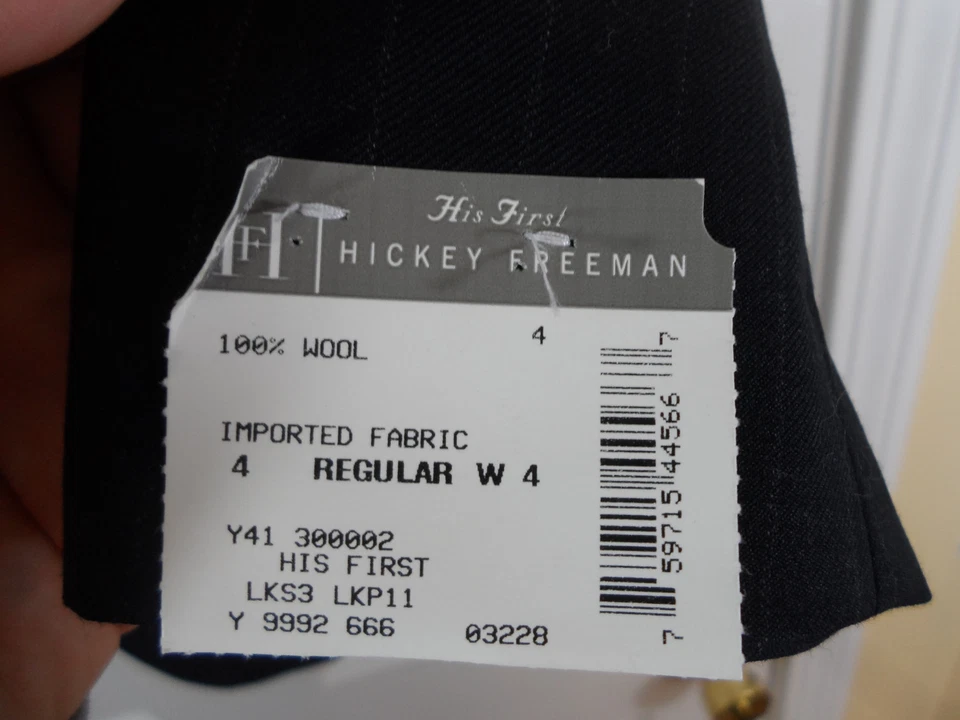 His First
HF
HICKEY FREEMAN
4
100% WOOL
IMPORTED FABRIC
4 REGULAR W 4
Y41 300002
HIS FIRST
LKS3 LKP11
Y 9992 666 03228
7 59715 44566 7